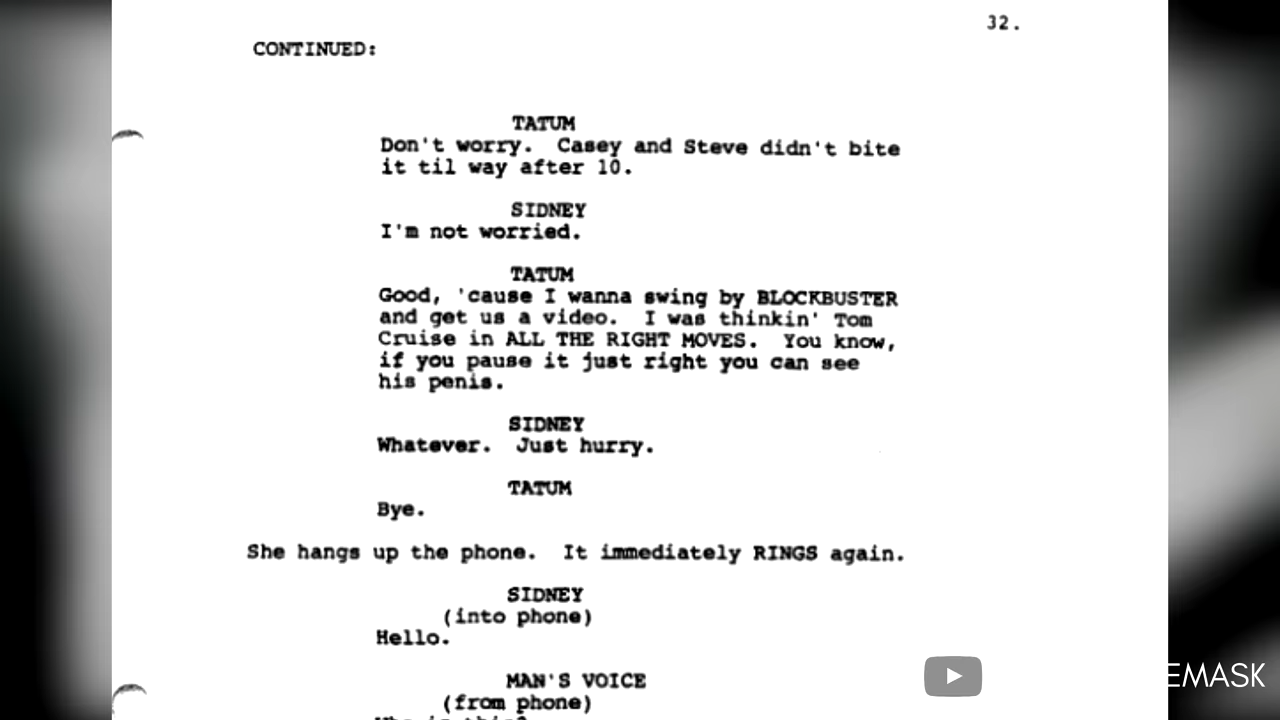 32.
CONTINUED:
TATUM
Don't worry.  Casey and Steve didn't bite
it til way after 10.
SIDNEY
I'm not worried.
TATUM
Good, 'cause I wanna swing by BLOCKBUSTER
and get us a video.  I was thinkin' Tom
Cruise in ALL THE RIGHT MOVES.  You know,
if you pause it just right you can see
his penis.
SIDNEY
Whatever.  Just hurry.
TATUM
Bye.
She hangs up the phone.  It immediately RINGS again.
SIDNEY
(into phone)
Hello.
MAN'S VOICE
(from phone)
Who is this?
EMASK